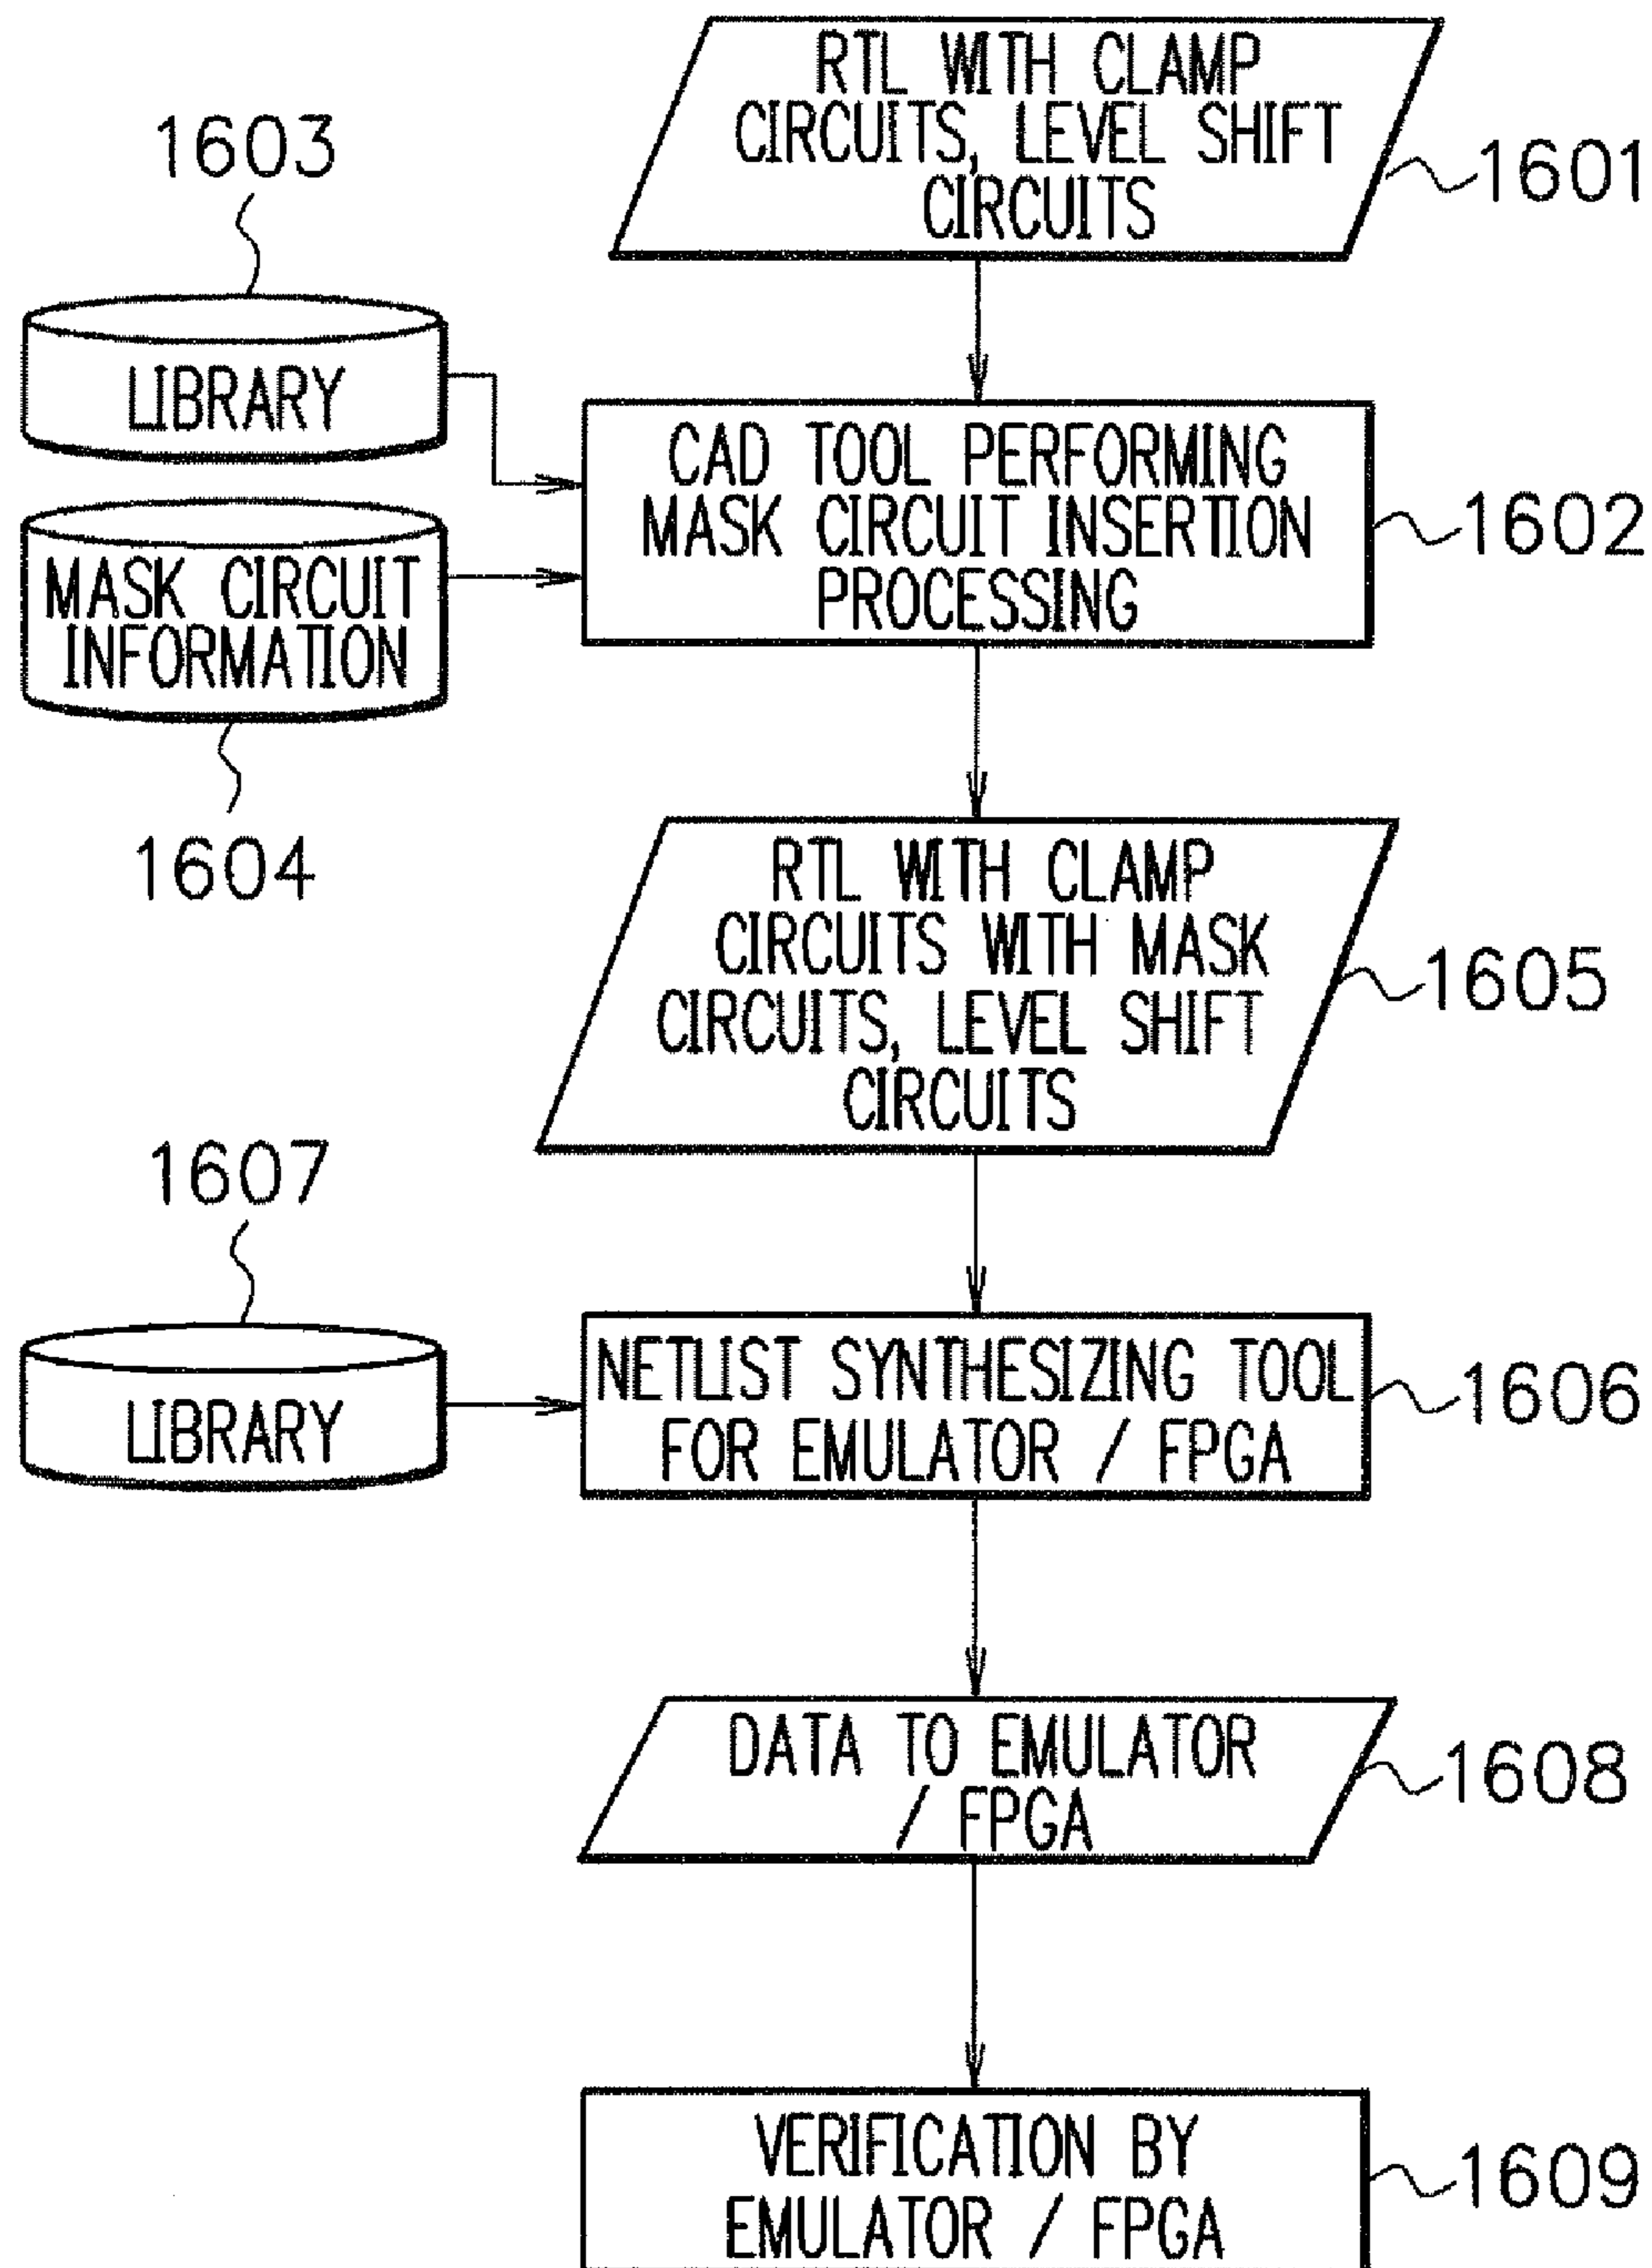 RTL WITH CLAMP
CIRCUITS, LEVEL SHIFT
CIRCUITS
1601
1603
LIBRARY
CAD TOOL PERFORMING
MASK CIRCUIT INSERTION
PROCESSING
1602
MASK CIRCUIT
INFORMATION
1604
RTL WITH CLAMP
CIRCUITS WITH MASK
CIRCUITS, LEVEL SHIFT
CIRCUITS
1605
1607
LIBRARY
NETLIST SYNTHESIZING TOOL
FOR EMULATOR / FPGA
1606
DATA TO EMULATOR
/ FPGA
1608
VERIFICATION BY
EMULATOR / FPGA
1609